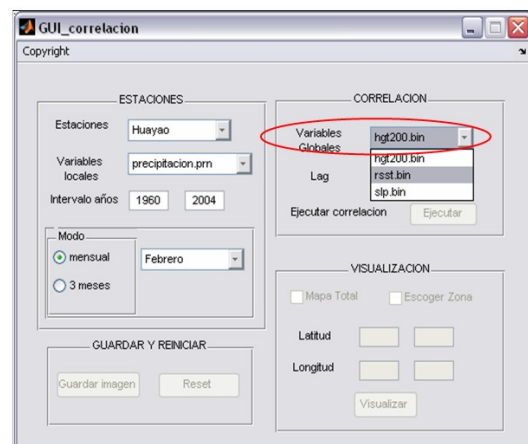 GUI_correlacion
Copyright
ESTACIONES
Estaciones
Huayao
Variables
locales
precipitacion.prn
Intervalo años
1960
2004
Modo
mensual
Febrero
3 meses
GUARDAR Y REINICIAR
Guardar imagen
Reset
CORRELACION
Variables
Globales
hgt200.bin
hgt200.bin
rsst.bin
slp.bin
Lag
Ejecutar correlacion
Ejecutar
VISUALIZACION
Mapa Total
Escoger Zona
Latitud
Longitud
Visualizar